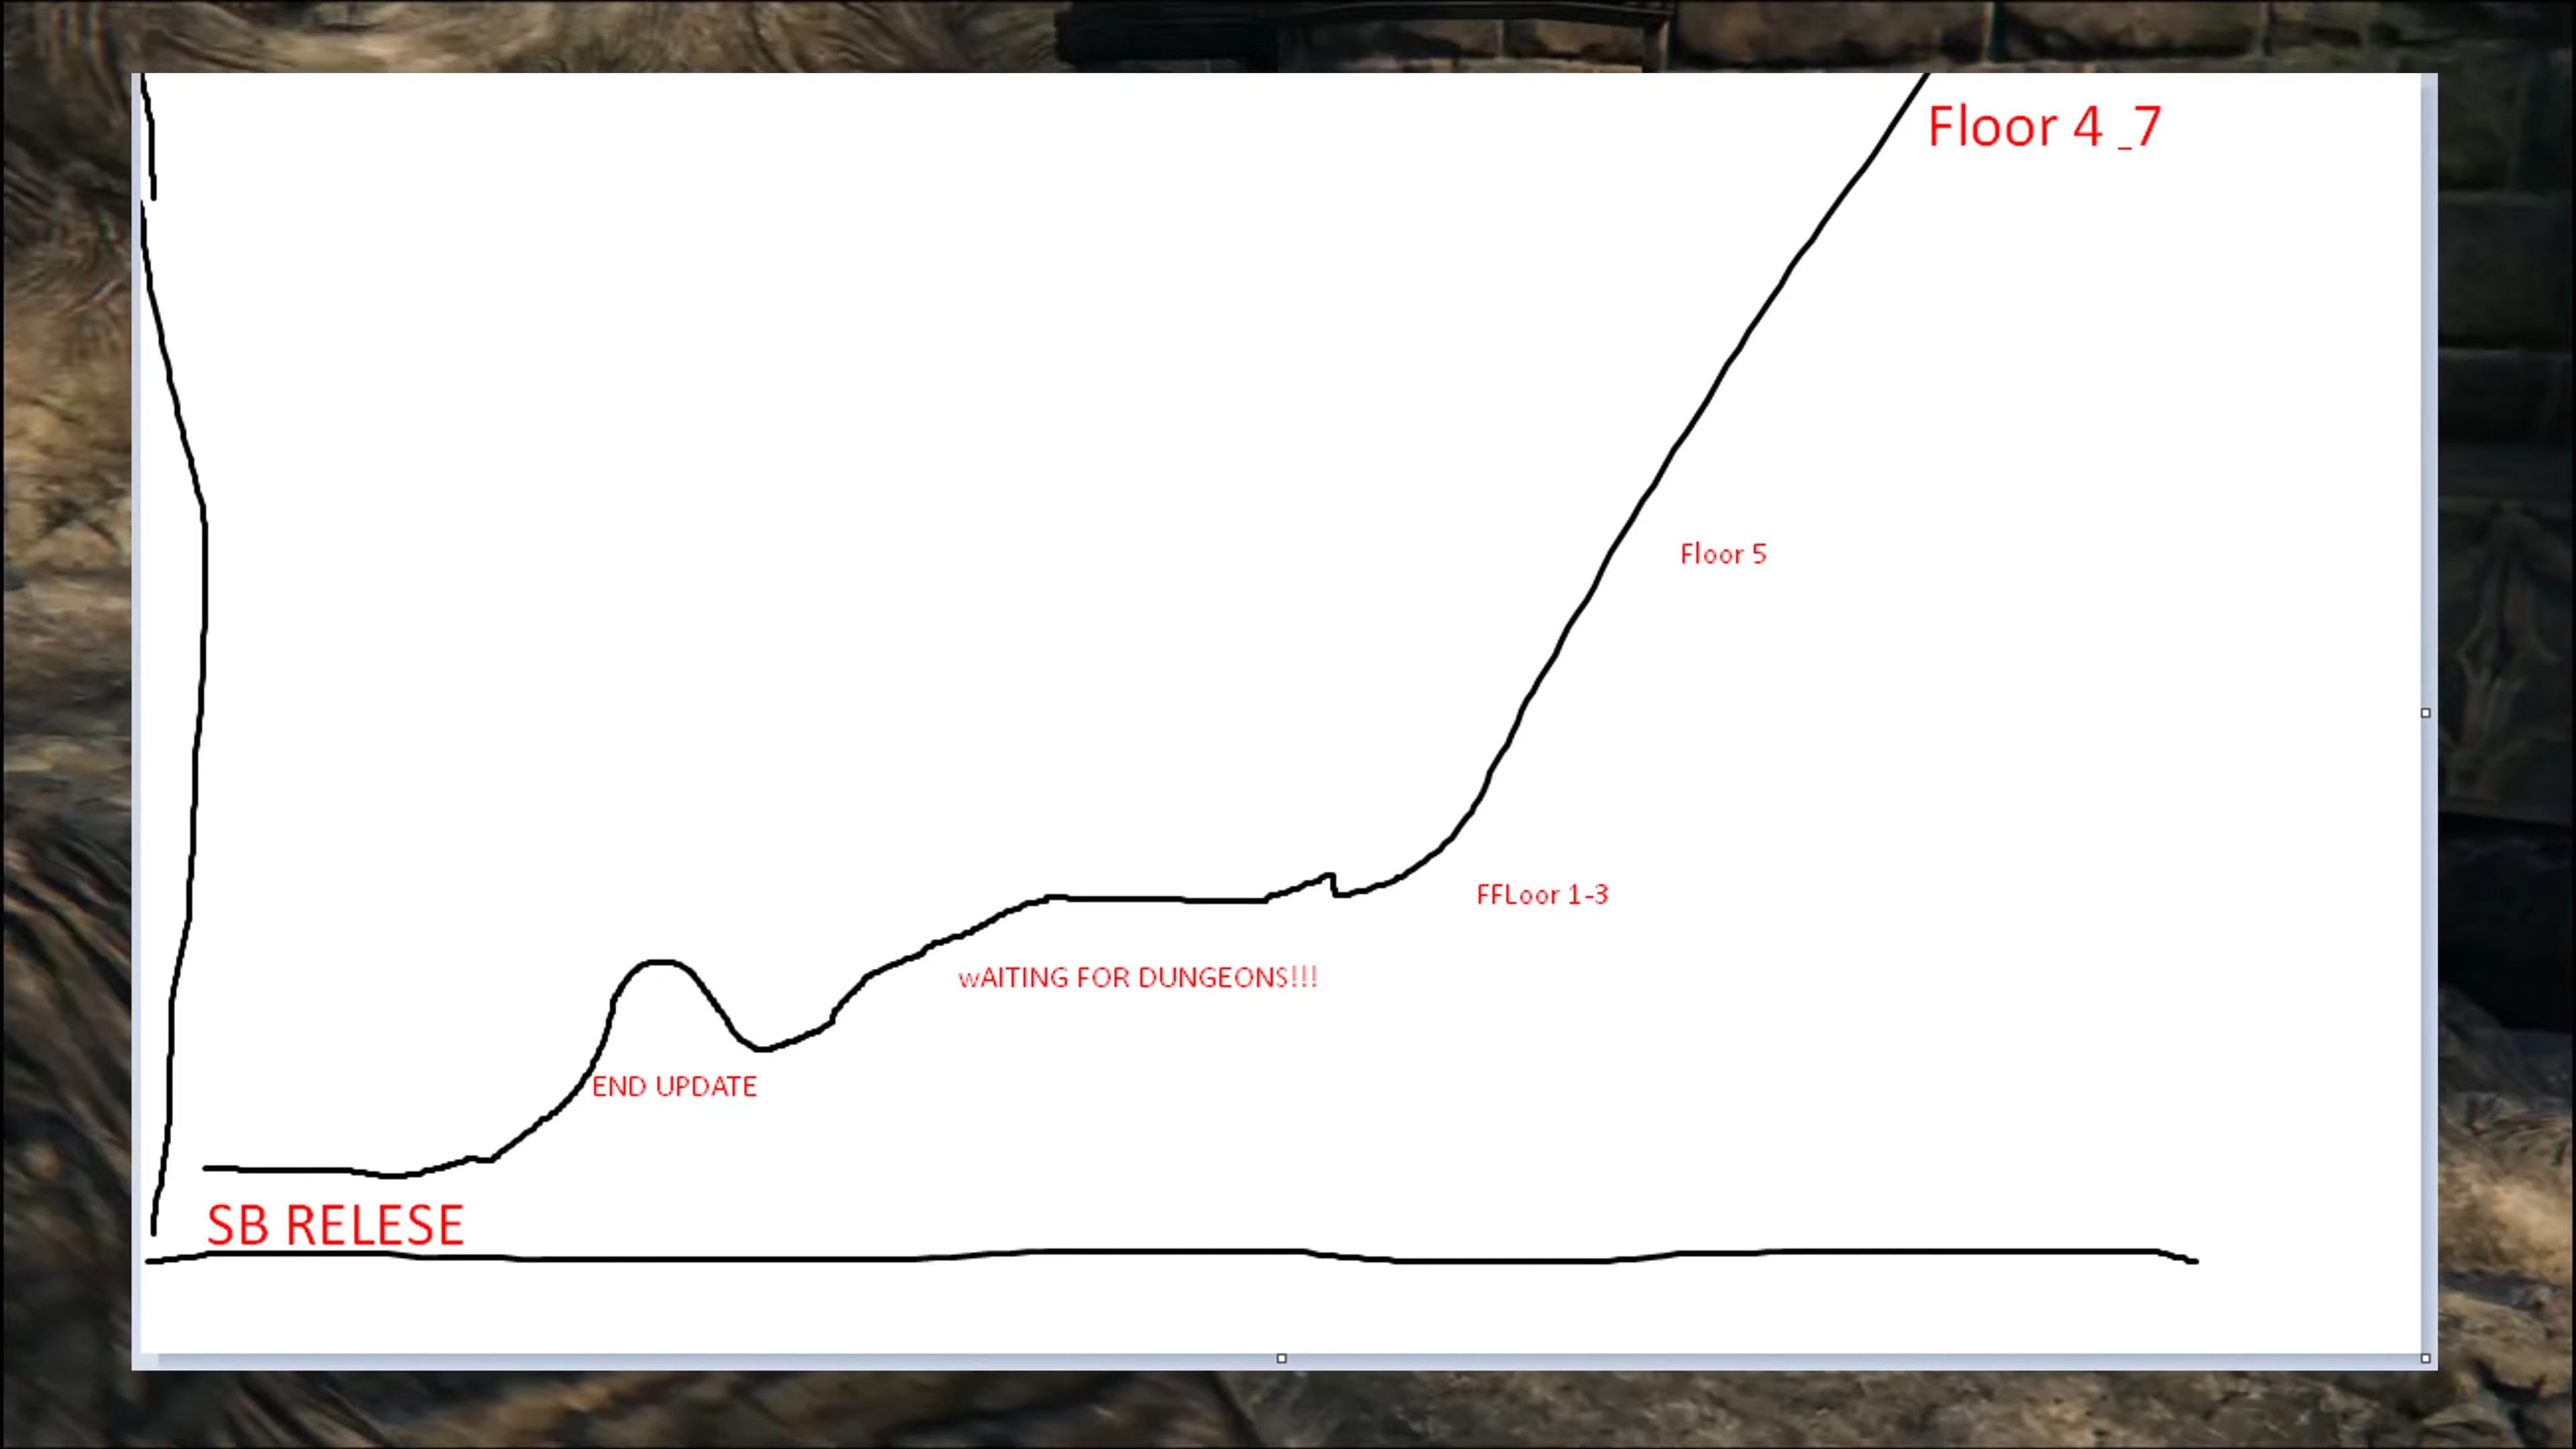 Floor 4 _7
Floor 5
FFLoor 1-3
wAITING FOR DUNGEONS!!!
END UPDATE
SB RELESE